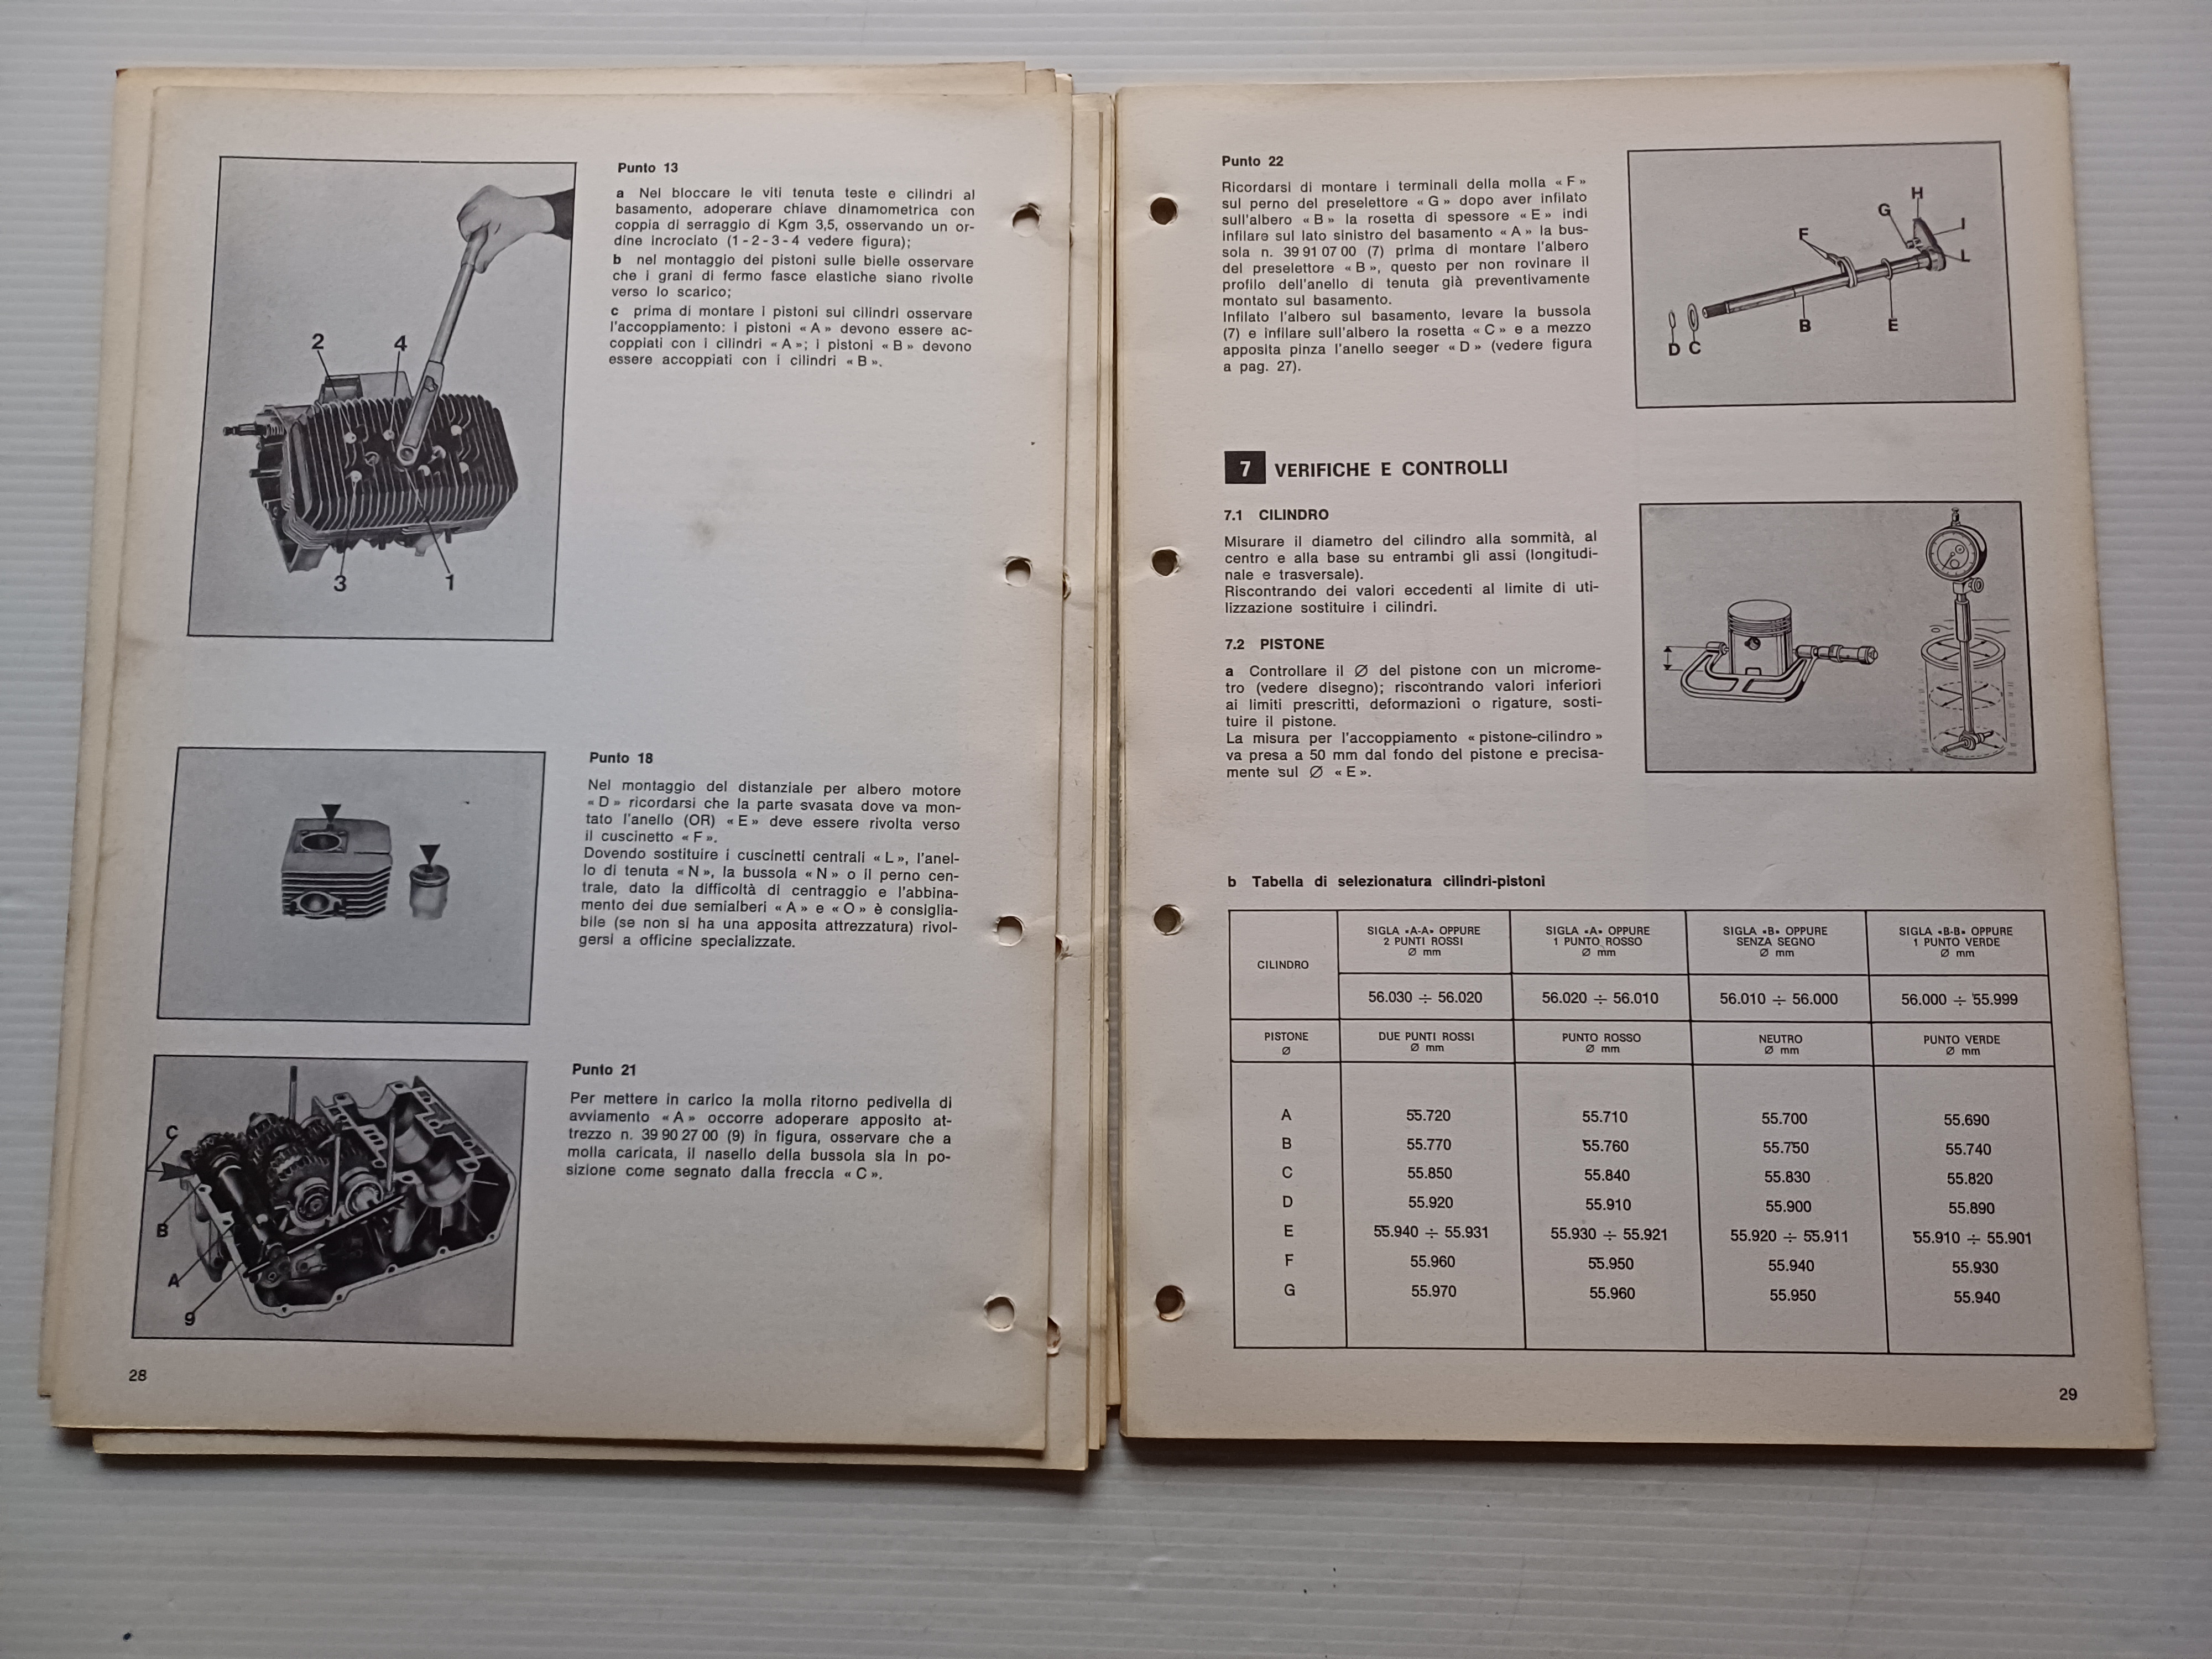 2
4
3
1
Punto 13
a Nel bloccare le viti tenuta teste e cilindri al
basamento, adoperare chiave dinamometrica con
coppia di serraggio di Kgm 3,5, osservando un or-
dine incrociato (1 - 2 - 3 - 4 vedere figura);
b nel montaggio dei pistoni sulle bielle osservare
che i grani di fermo fasce elastiche siano rivolte
verso lo scarico;
c prima di montare i pistoni sui cilindri osservare
l'accoppiamento: i pistoni « A » devono essere ac-
coppiati con i cilindri « A »; i pistoni « B » devono
essere accoppiati con i cilindri « B ».
Punto 18
Nel montaggio del distanziale per albero motore
« D » ricordarsi che la parte svasata dove va mon-
tato l'anello (OR) « E » deve essere rivolta verso
il cuscinetto « F ».
Dovendo sostituire i cuscinetti centrali « L », l'anel-
lo di tenuta « N », la bussola « N » o il perno cen-
trale, dato la difficoltà di centraggio e l'abbina-
mento dei due semialberi « A » e « O » è consiglia-
bile (se non si ha una apposita attrezzatura) rivol-
gersi a officine specializzate.
C
B
A
9
Punto 21
Per mettere in carico la molla ritorno pedivella di
avviamento « A » occorre adoperare apposito at-
trezzo n. 39 90 27 00 (9) in figura, osservare che a
molla caricata, il nasello della bussola sia in po-
sizione come segnato dalla freccia « C ».
28
Punto 22
Ricordarsi di montare i terminali della molla « F »
sul perno del preselettore « G » dopo aver infilato
sull'albero « B » la rosetta di spessore « E » indi
infilare sul lato sinistro del basamento « A » la bus-
sola n. 39 91 07 00 (7) prima di montare l'albero
del preselettore « B », questo per non rovinare il
profilo dell'anello di tenuta già preventivamente
montato sul basamento.
Infilato l'albero sul basamento, levare la bussola
(7) e infilare sull'albero la rosetta « C » e a mezzo
apposita pinza l'anello seeger « D » (vedere figura
a pag. 27).
H
G
F
I
L
B
E
D C
7 VERIFICHE E CONTROLLI
7.1 CILINDRO
Misurare il diametro del cilindro alla sommità, al
centro e alla base su entrambi gli assi (longitudi-
nale e trasversale).
Riscontrando dei valori eccedenti al limite di uti-
lizzazione sostituire i cilindri.
7.2 PISTONE
a Controllare il Ø del pistone con un microme-
tro (vedere disegno); riscontrando valori inferiori
ai limiti prescritti, deformazioni o rigature, sosti-
tuire il pistone.
La misura per l'accoppiamento « pistone-cilindro »
va presa a 50 mm dal fondo del pistone e precisa-
mente sul Ø « E ».
b Tabella di selezionatura cilindri-pistoni
CILINDRO
SIGLA «A-A» OPPURE
2 PUNTI ROSSI
Ø mm
SIGLA «A» OPPURE
1 PUNTO ROSSO
Ø mm
SIGLA «B» OPPURE
SENZA SEGNO
Ø mm
SIGLA «B-B» OPPURE
1 PUNTO VERDE
Ø mm
56.030 ÷ 56.020 56.020 ÷ 56.010 56.010 ÷ 56.000 56.000 ÷ 55.999
PISTONE
Ø
DUE PUNTI ROSSI
Ø mm
PUNTO ROSSO
Ø mm
NEUTRO
Ø mm
PUNTO VERDE
Ø mm
A 55.720 55.710 55.700 55.690
B 55.770 55.760 55.750 55.740
C 55.850 55.840 55.830 55.820
D 55.920 55.910 55.900 55.890
E 55.940 ÷ 55.931 55.930 ÷ 55.921 55.920 ÷ 55.911 55.910 ÷ 55.901
F 55.960 55.950 55.940 55.930
G 55.970 55.960 55.950 55.940
29